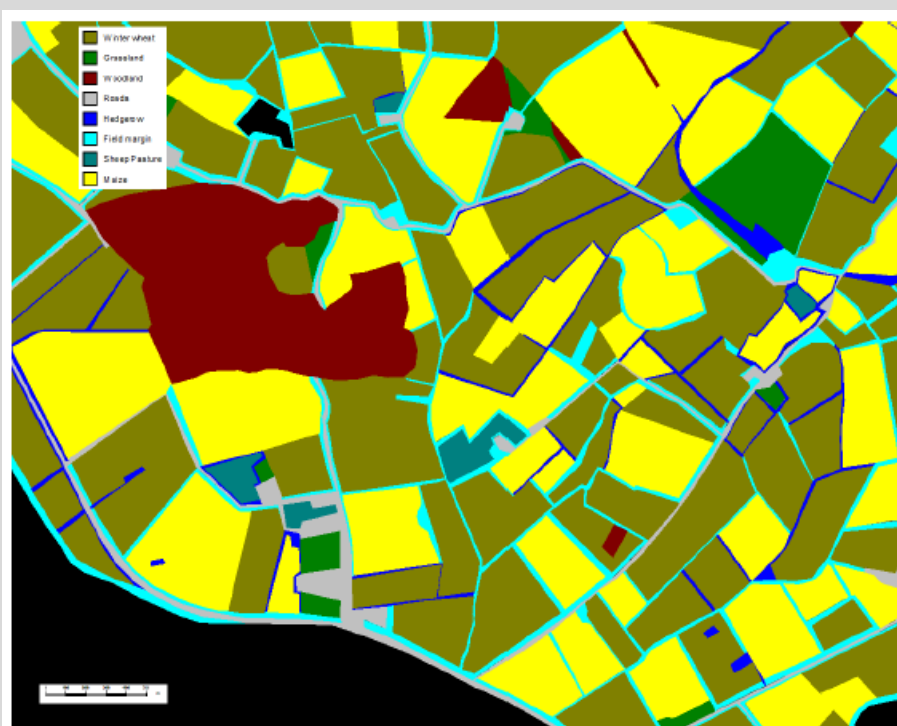 Winter wheat
Grassland
Woodland
Roads
Hedgerow
Field margin
Sheep Pasture
Maize